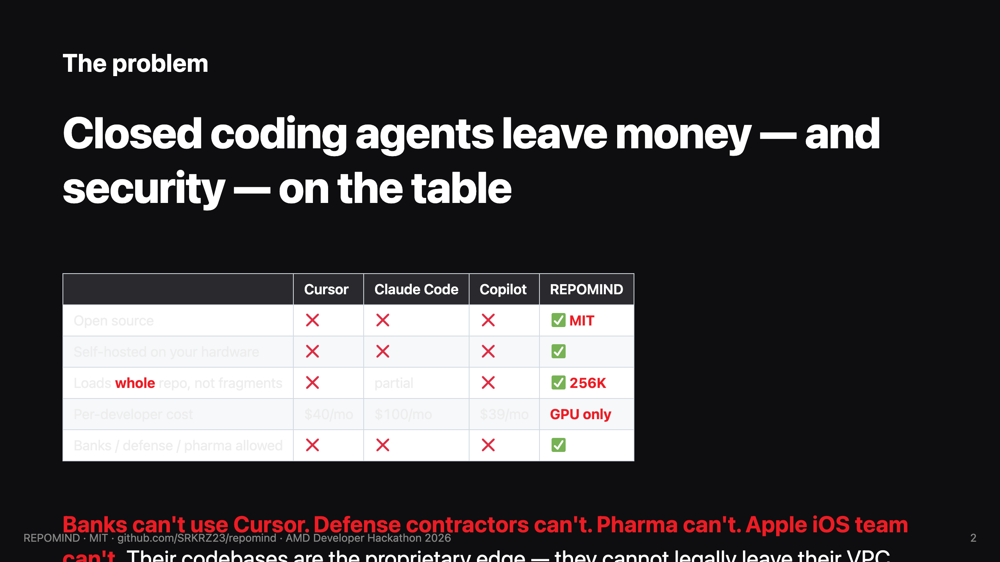 The problem
Closed coding agents leave money — and
security — on the table
Cursor Claude Code Copilot REPOMIND
Open source ❌ ❌ ❌ ✅ MIT
Self-hosted on your hardware ❌ ❌ ❌ ✅
Loads whole repo, not fragments ❌ partial ❌ ✅ 256K
Per-developer cost $40/mo $100/mo $39/mo GPU only
Banks / defense / pharma allowed ❌ ❌ ❌ ✅
Banks can't use Cursor. Defense contractors can't. Pharma can't. Apple iOS team
can't. Their codebases are the proprietary edge — they cannot legally leave their VPC
REPOMIND · MIT · github.com/SRKRZ23/repomind · AMD Developer Hackathon 2026
2